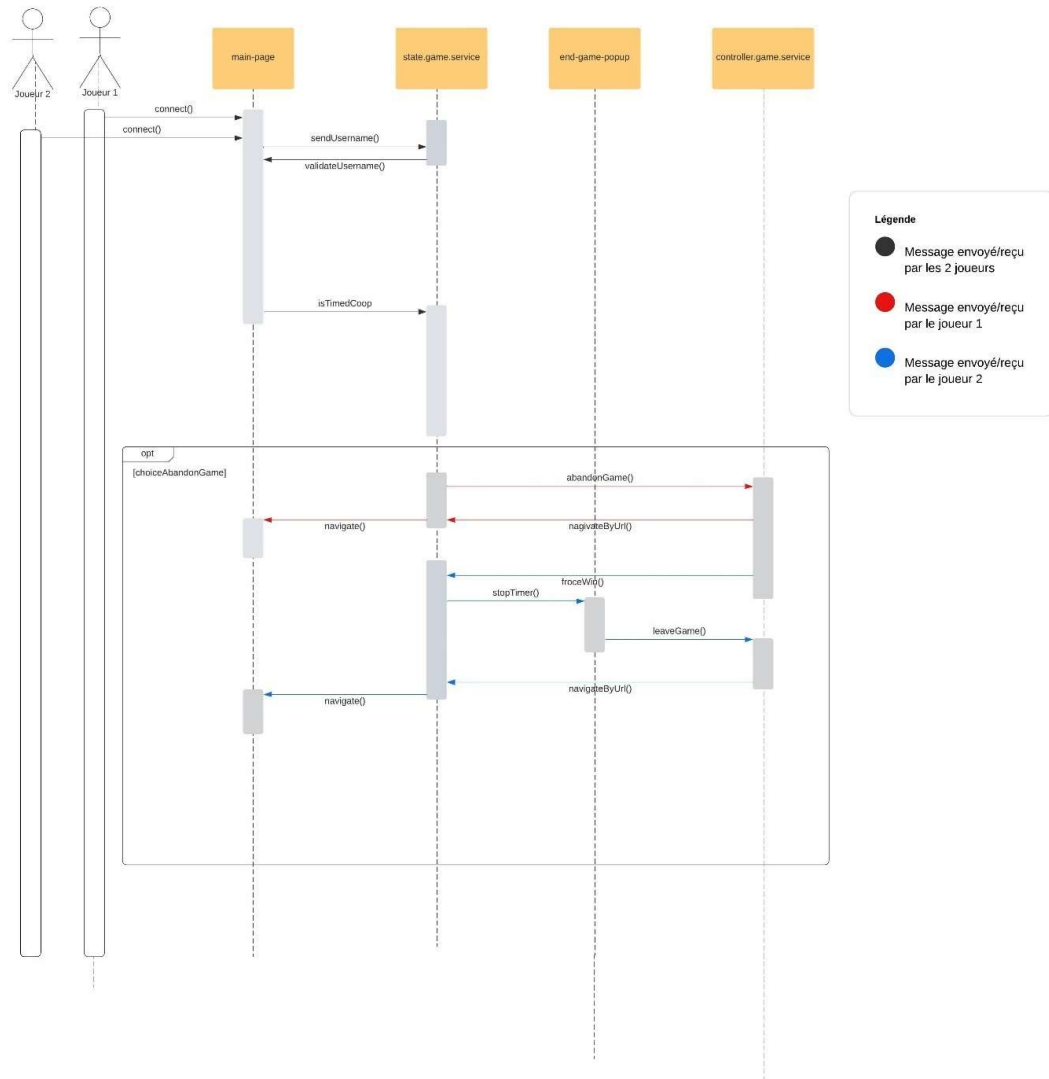 Joueur 2
Joueur 1
main-page
state.game.service
end-game-popup
controller.game.service
connect()
connect()
sendUsername()
validateUsername()
Légende
Message envoyé/reçu
par les 2 joueurs
Message envoyé/reçu
par le joueur 1
Message envoyé/reçu
par le joueur 2
isTimedCoop
opt
[choiceAbandonGame]
abandonGame()
navigate()
nagivateByUrl()
froceWin()
stopTimer()
leaveGame()
navigateByUrl()
navigate()